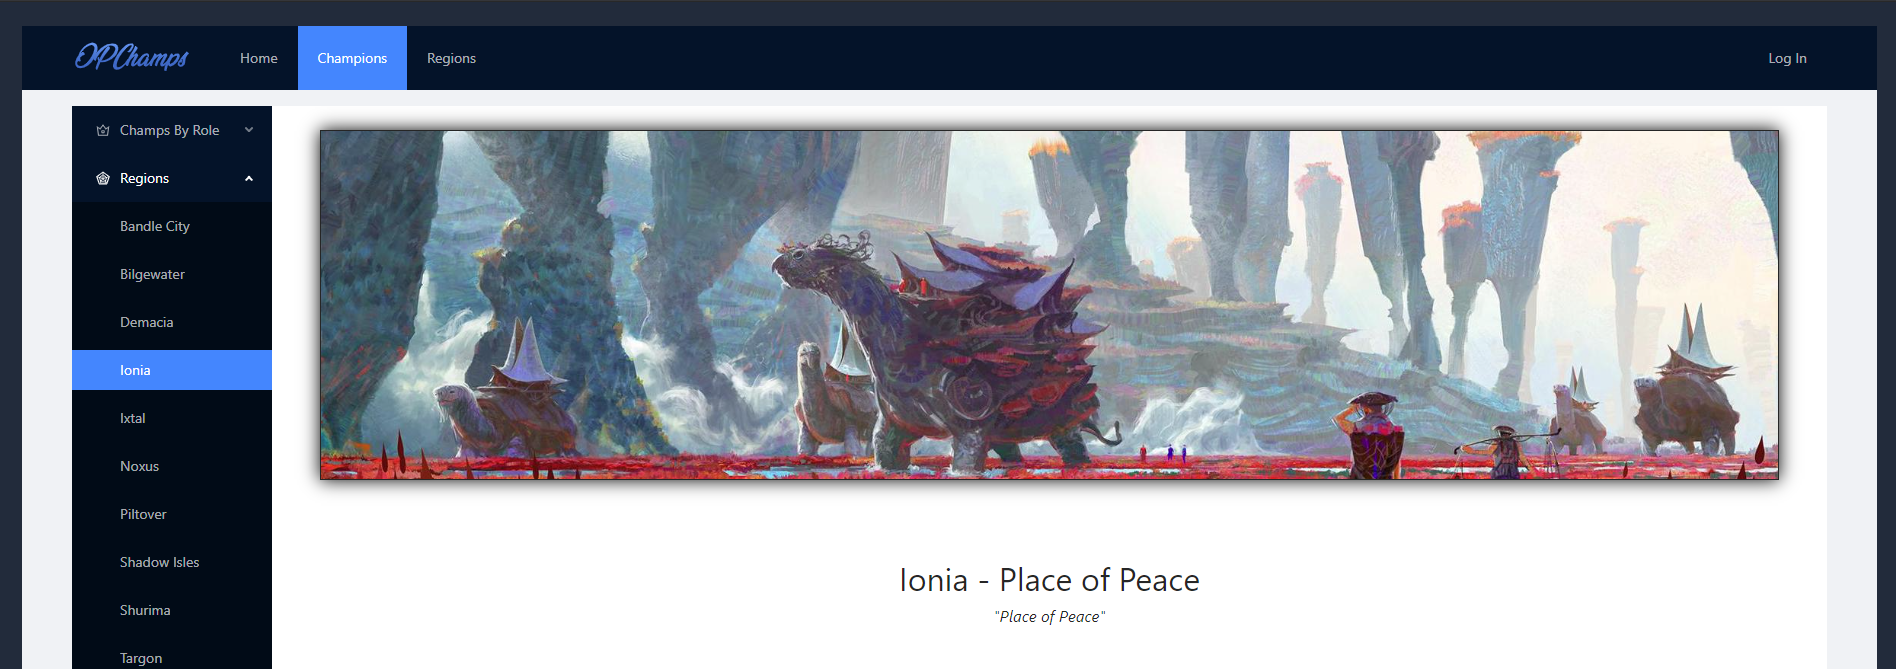 OPChamps Home Champions Regions Log In
Champs By Role
Regions
Bandle City
Bilgewater
Demacia
Ionia
Ixtal
Noxus
Piltover
Shadow Isles
Shurima
Targon
Ionia - Place of Peace
"Place of Peace"